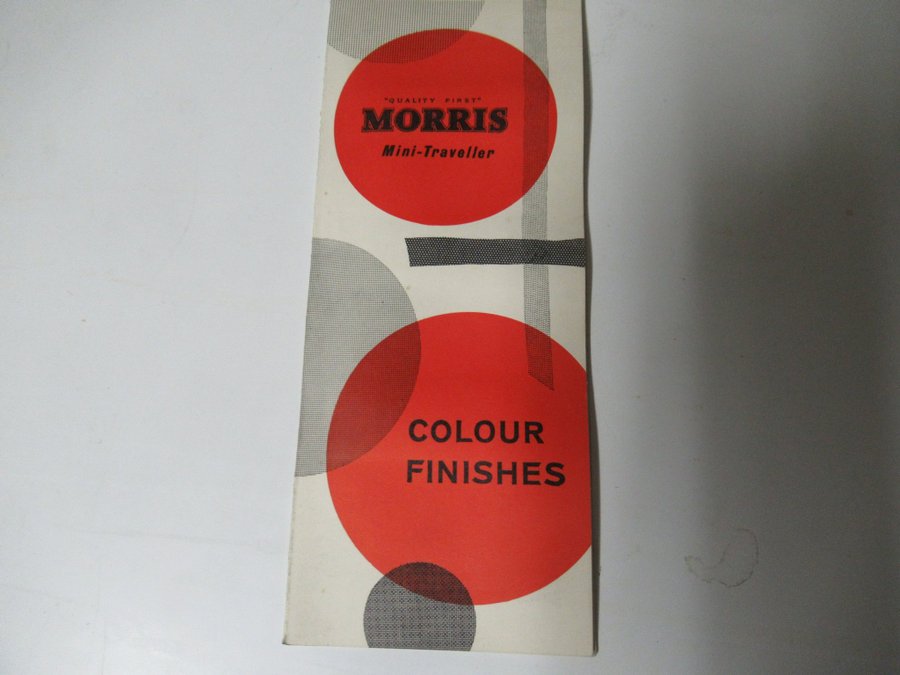 "QUALITY FIRST"
MORRIS
Mini-Traveller
COLOUR
FINISHES